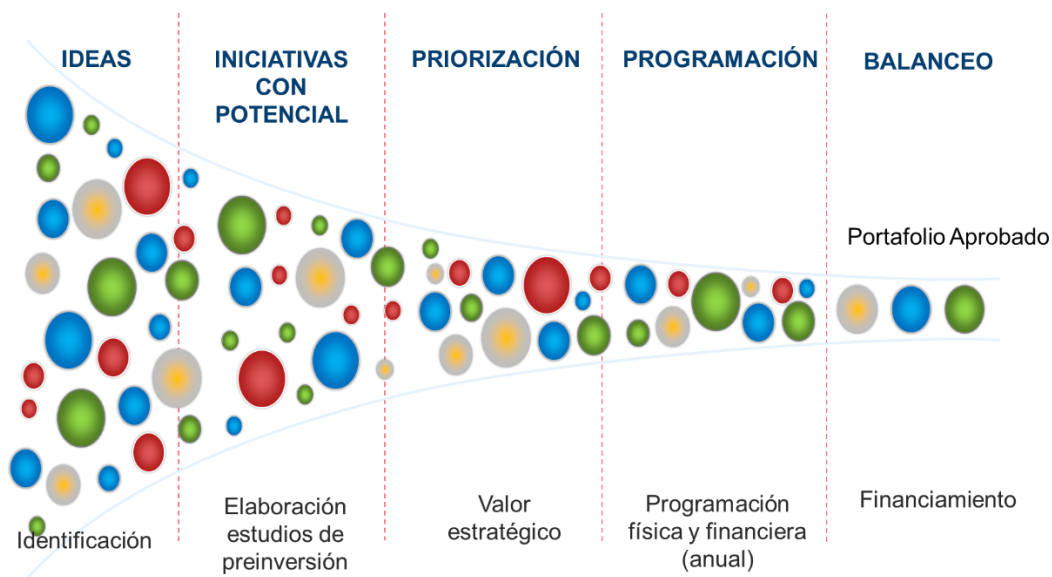 IDEAS
INICIATIVAS
CON
POTENCIAL
PRIORIZACIÓN
PROGRAMACIÓN
BALANCEO
Portafolio Aprobado
Identificación
Elaboración
estudios de
preinversión
Valor
estratégico
Programación
física y financiera
(anual)
Financiamiento